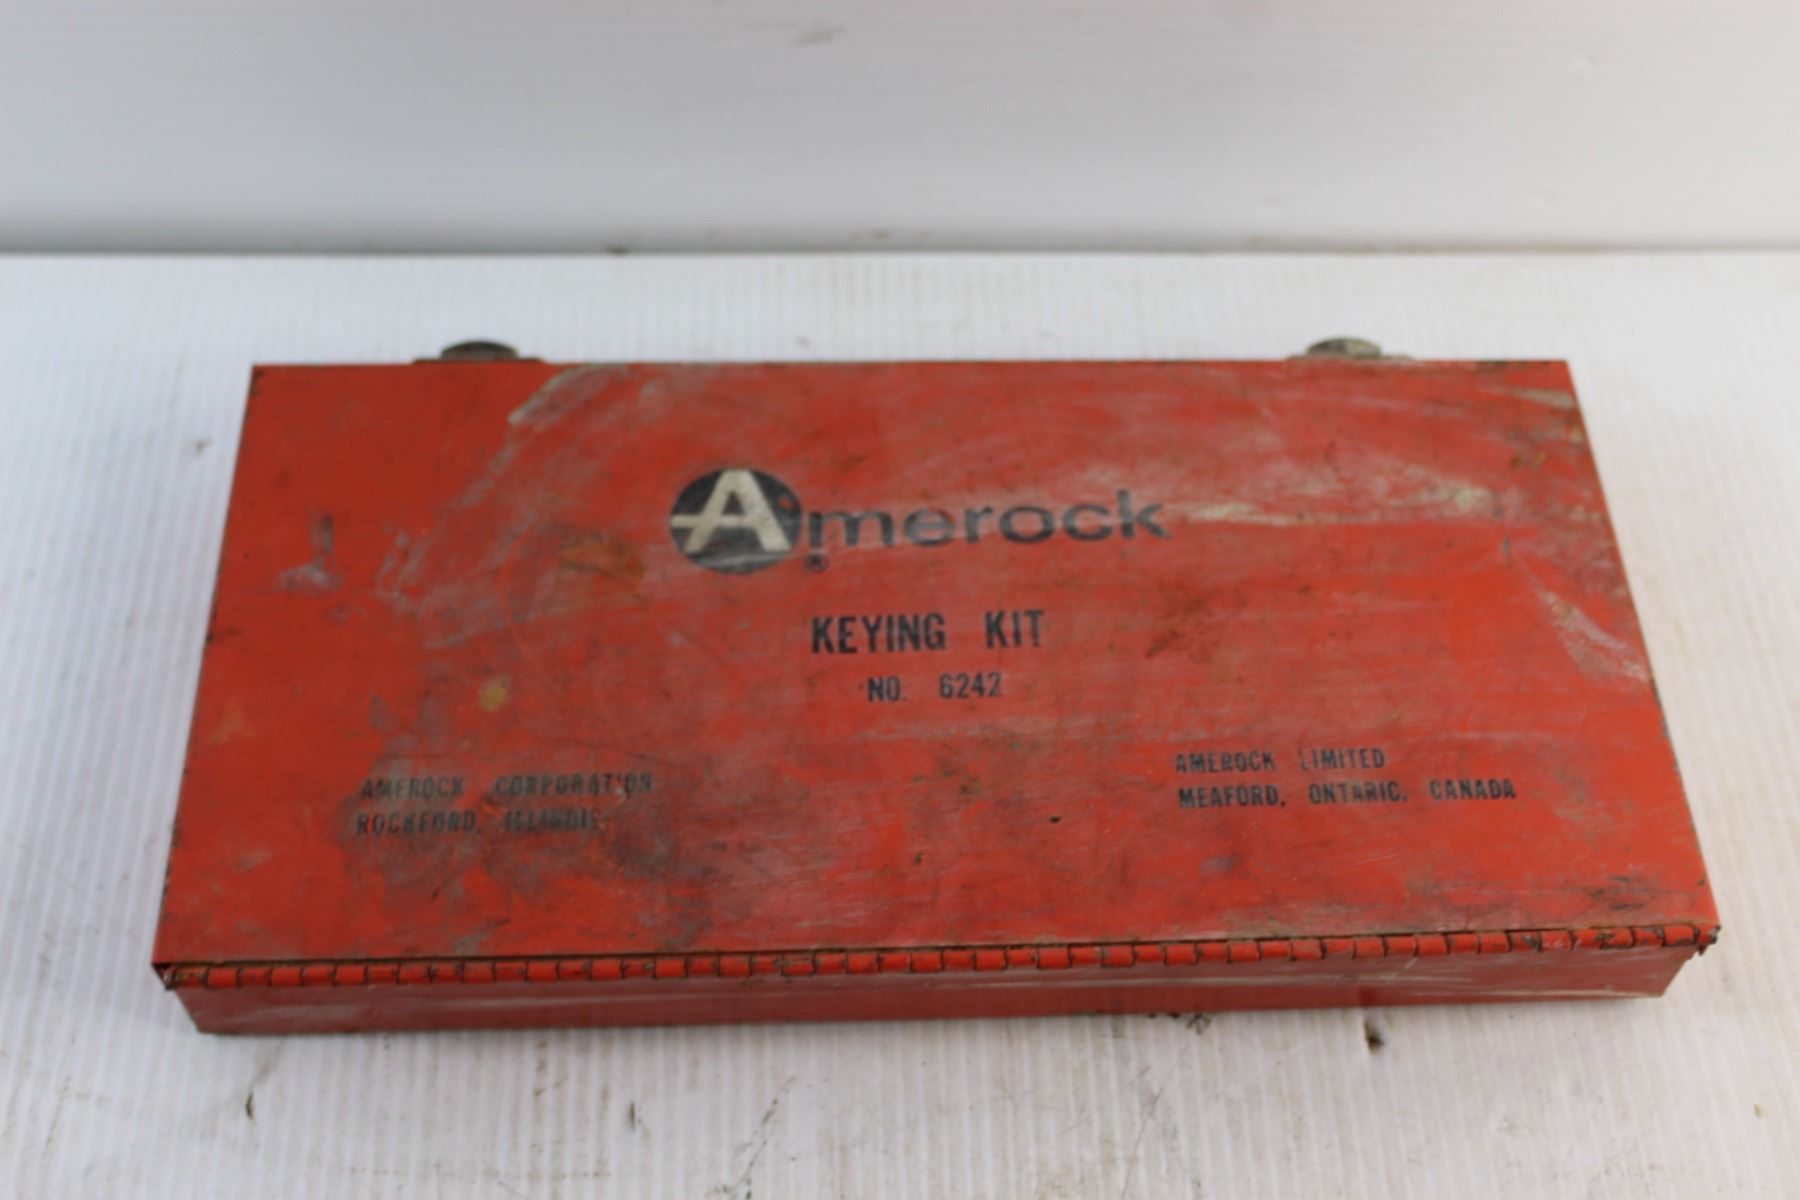 Amerock
®
KEYING KIT
NO. 6242
AMEROCK CORPORATION
ROCKFORD, ILLINOIS
AMEROCK LIMITED
MEAFORD, ONTARIO, CANADA